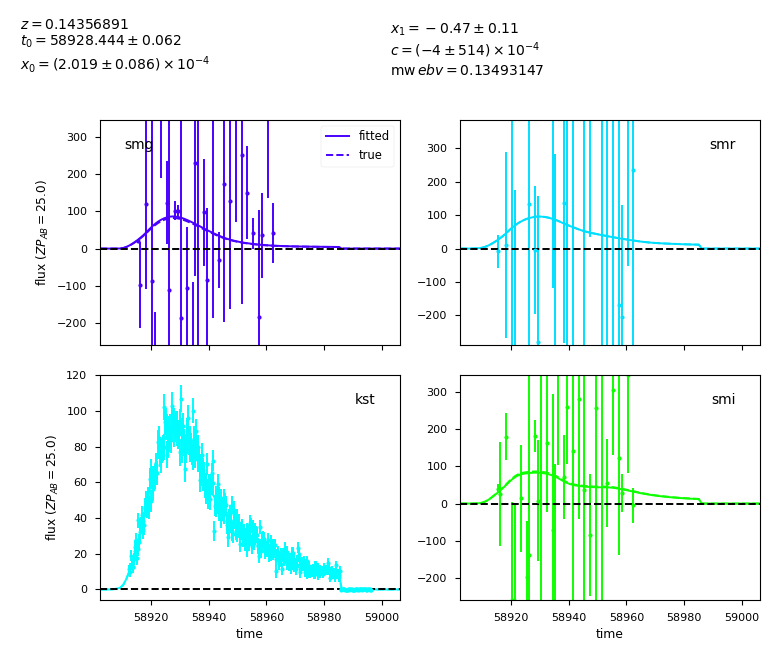 z = 0.14356891
t₀ = 58928.444 ± 0.062
x₀ = (2.019 ± 0.086) × 10⁻⁴
x₁ = −0.47 ± 0.11
c = (−4 ± 514) × 10⁻⁴
mw ebv = 0.13493147
smg
fitted
true
300
200
100
0
−100
−200
flux (ZP_AB = 25.0)
smr
300
200
100
0
−100
−200
kst
120
100
80
60
40
20
0
flux (ZP_AB = 25.0)
58920 58940 58960 58980 59000
time
smi
300
200
100
0
−100
−200
58920 58940 58960 58980 59000
time